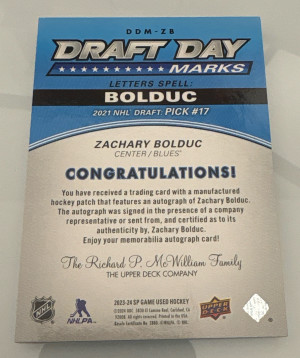 DDM-ZB
DRAFT DAY
MARKS
LETTERS SPELL:
BOLDUC
2021 NHL® DRAFT: PICK #17
ZACHARY BOLDUC
CENTER / BLUES®
CONGRATULATIONS!
You have received a trading card with a manufactured
hockey patch that features an autograph of Zachary Bolduc.
The autograph was signed in the presence of a company
representative or sent from, and certified as to its
authenticity by, Zachary Bolduc.
Enjoy your memorabilia autograph card!
The Richard P. McWilliam Family
THE UPPER DECK COMPANY
NHL
NHLPA
2023-24 SP GAME USED HOCKEY
UPPER DECK